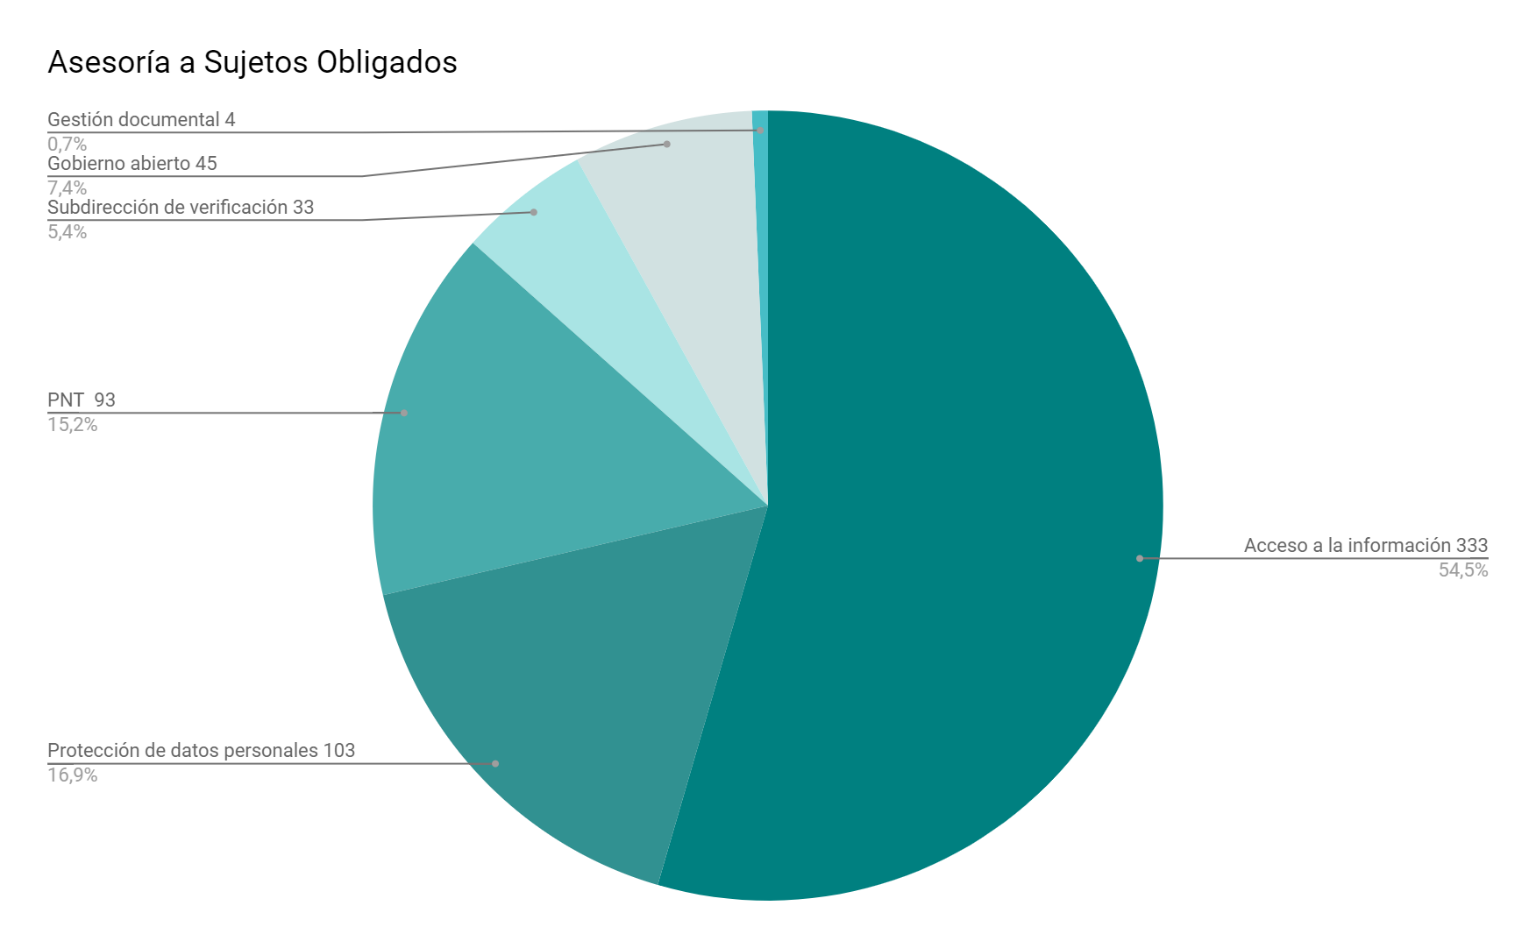 Asesoría a Sujetos Obligados
Gestión documental 4
0,7%
Gobierno abierto 45
7,4%
Subdirección de verificación 33
5,4%
PNT  93
15,2%
Acceso a la información 333
54,5%
Protección de datos personales 103
16,9%